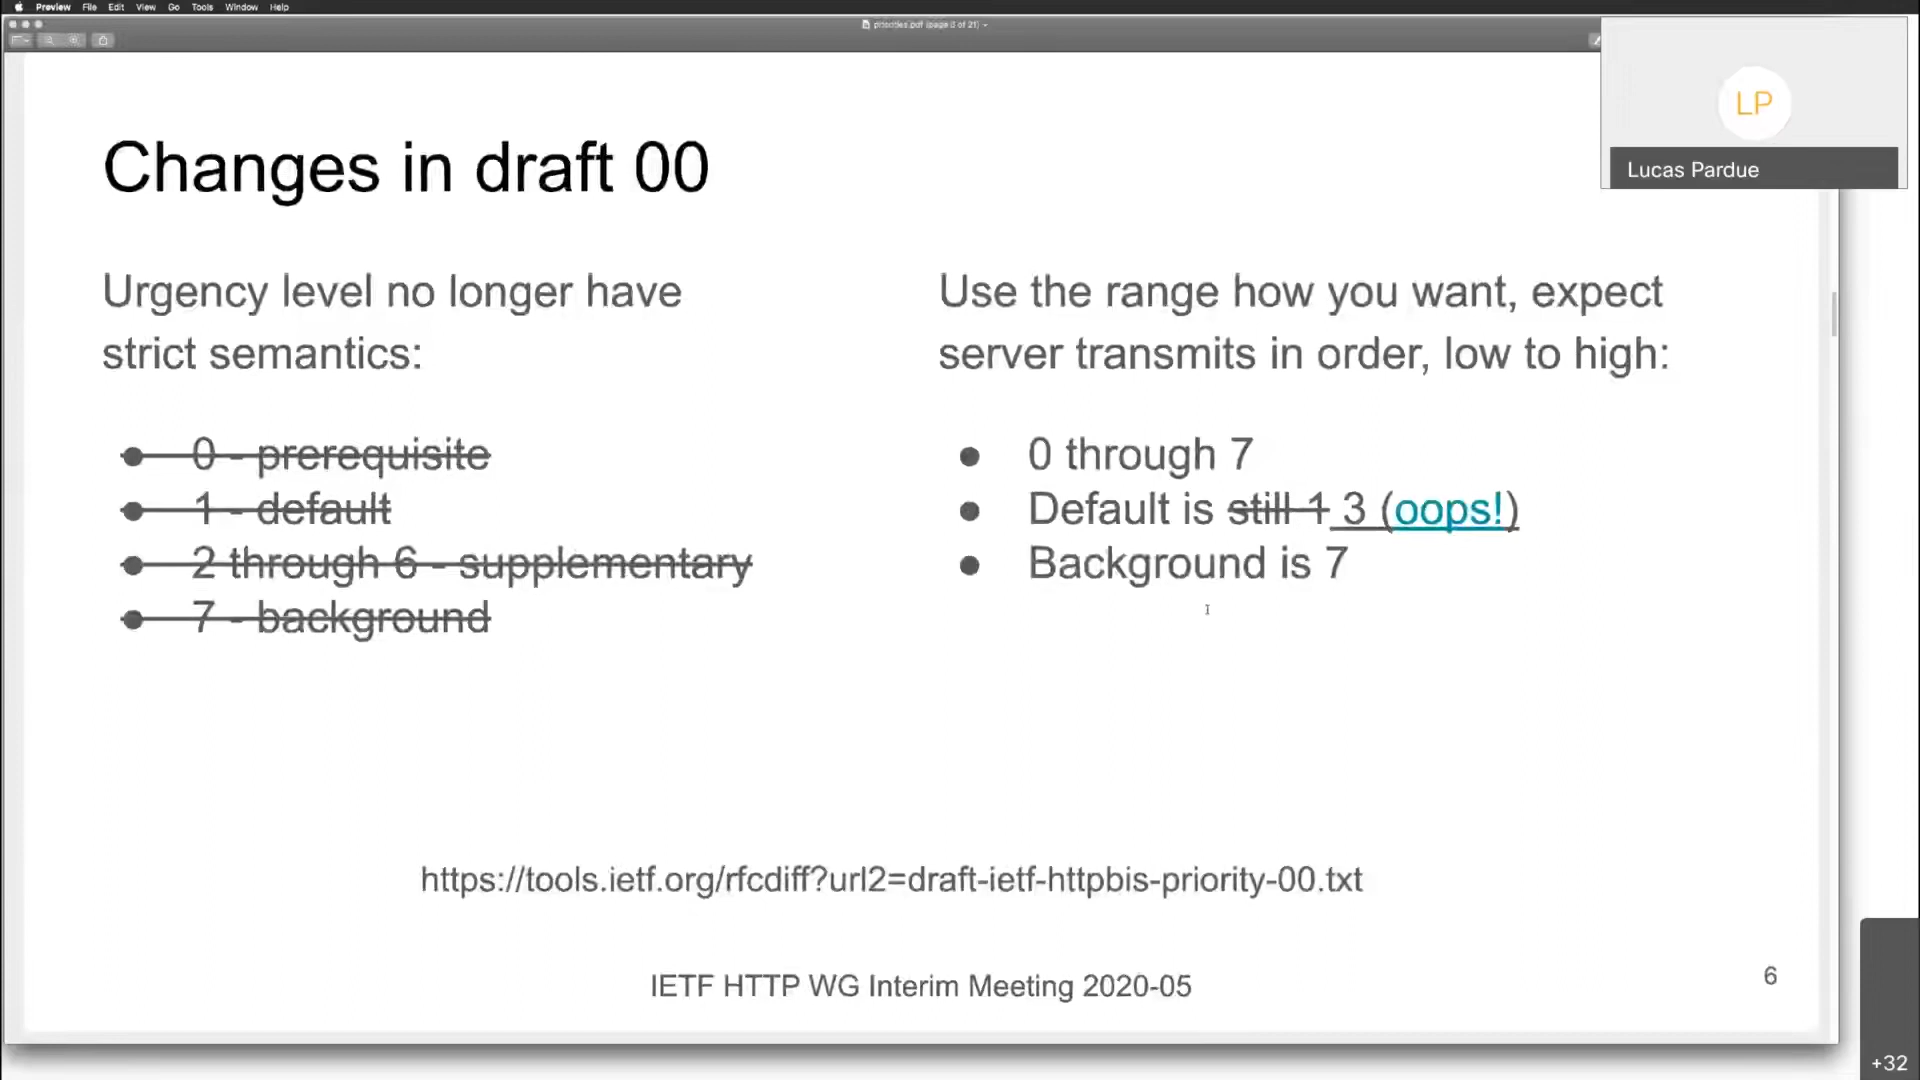 Preview File Edit View Go Tools Window Help
Changes in draft 00
LP
Lucas Pardue
Urgency level no longer have
strict semantics:
0 - prerequisite
1 - default
2 through 6 - supplementary
7 - background
Use the range how you want, expect
server transmits in order, low to high:
0 through 7
Default is still 1 3 (oops!)
Background is 7
https://tools.ietf.org/rfcdiff?url2=draft-ietf-httpbis-priority-00.txt
IETF HTTP WG Interim Meeting 2020-05
6
+32